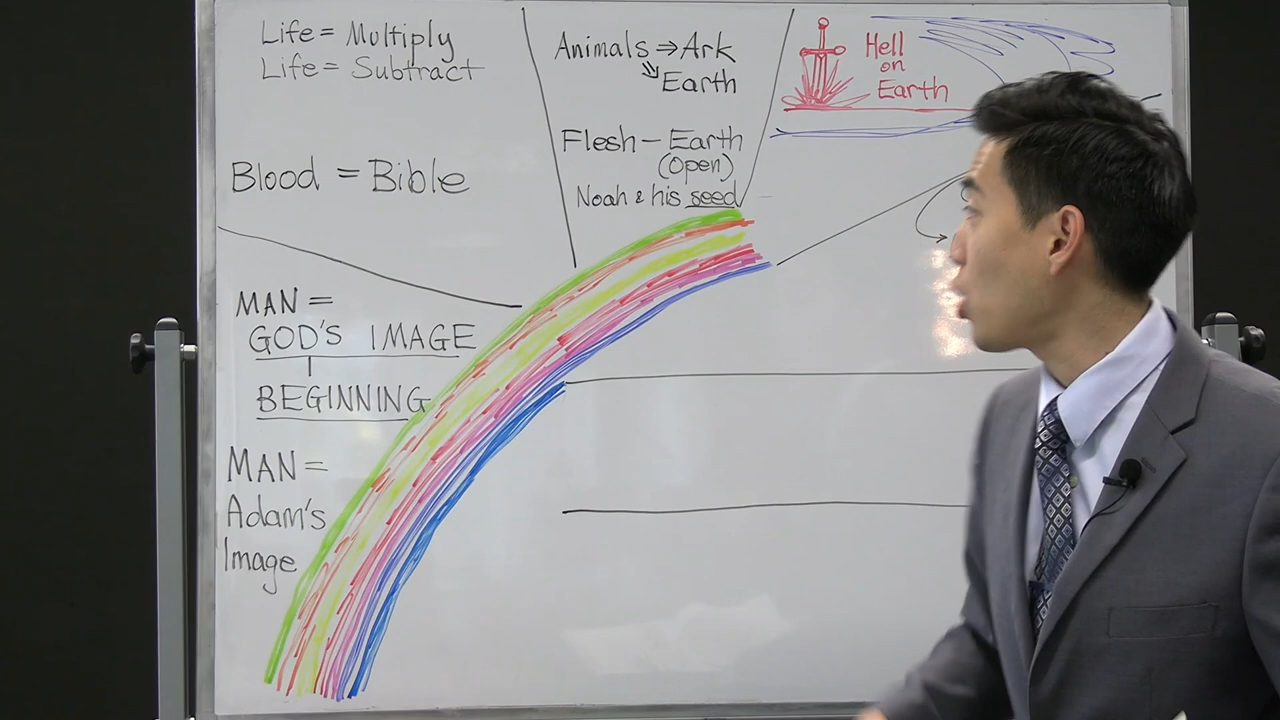 Life = Multiply
Life = Subtract
Blood = Bible
Animals ⇒ Ark
⇒ Earth
Flesh – Earth
(Open)
Noah & his seed
Hell
on
Earth
MAN =
GOD'S IMAGE
BEGINNING
MAN =
Adam's
Image